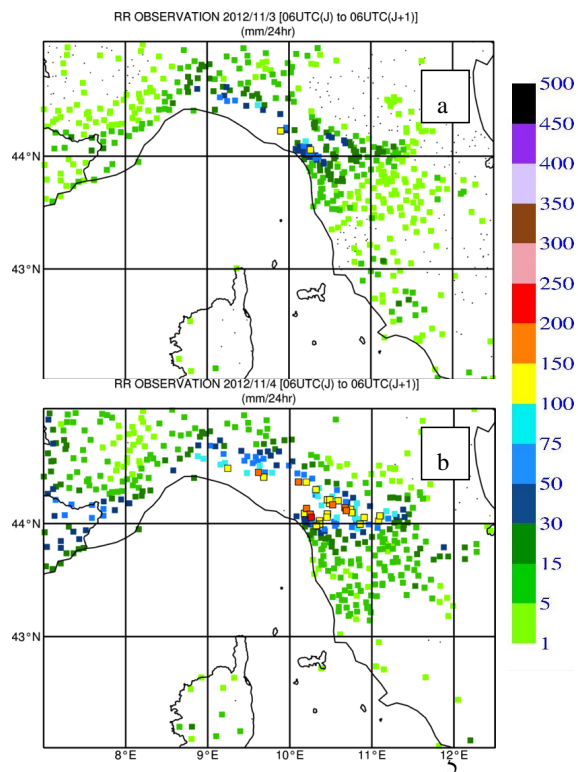 RR OBSERVATION 2012/11/3 [06UTC(J) to 06UTC(J+1)]
(mm/24hr)
a
44°N
43°N
RR OBSERVATION 2012/11/4 [06UTC(J) to 06UTC(J+1)]
(mm/24hr)
b
44°N
43°N
8°E
9°E
10°E
11°E
12°E
500
450
400
350
300
250
200
150
100
75
50
30
15
5
1